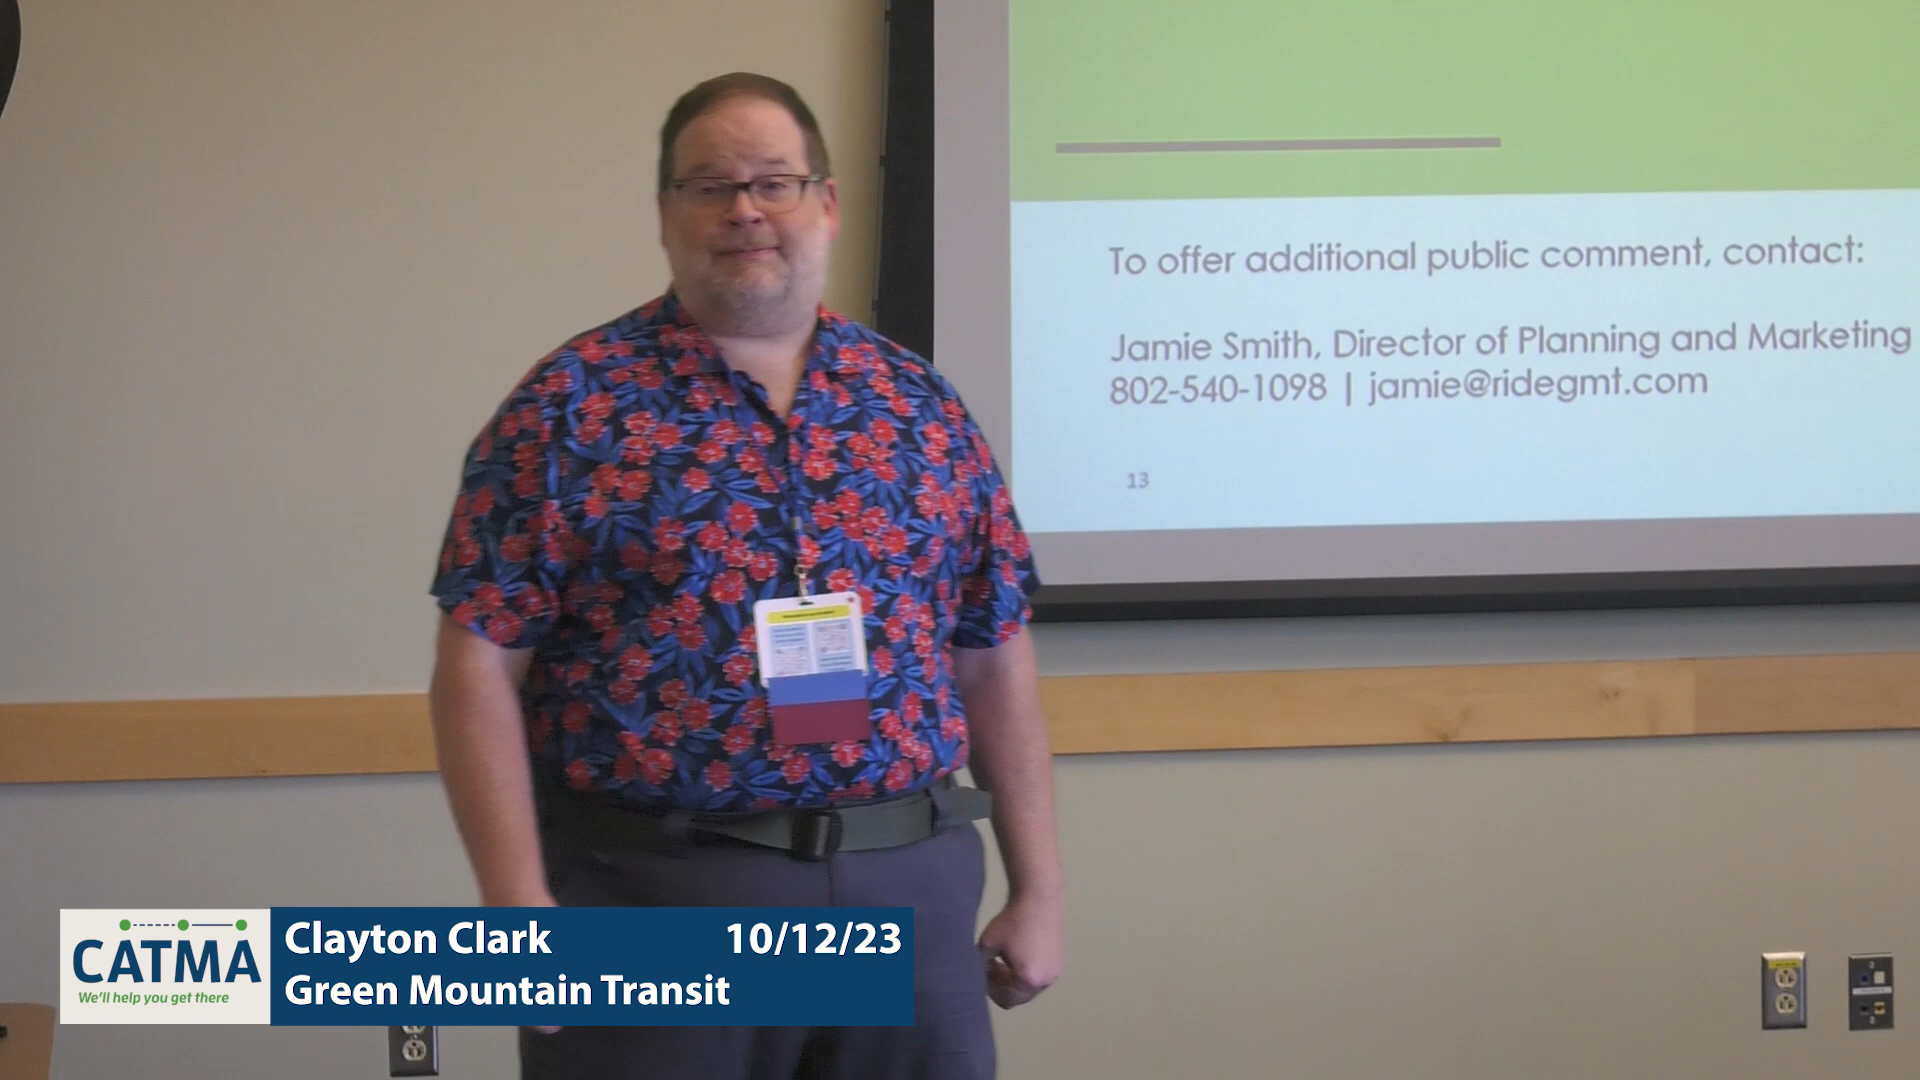 To offer additional public comment, contact:
Jamie Smith, Director of Planning and Marketing
802-540-1098 | jamie@ridegmt.com
13
CATMA
We'll help you get there
Clayton Clark 10/12/23
Green Mountain Transit